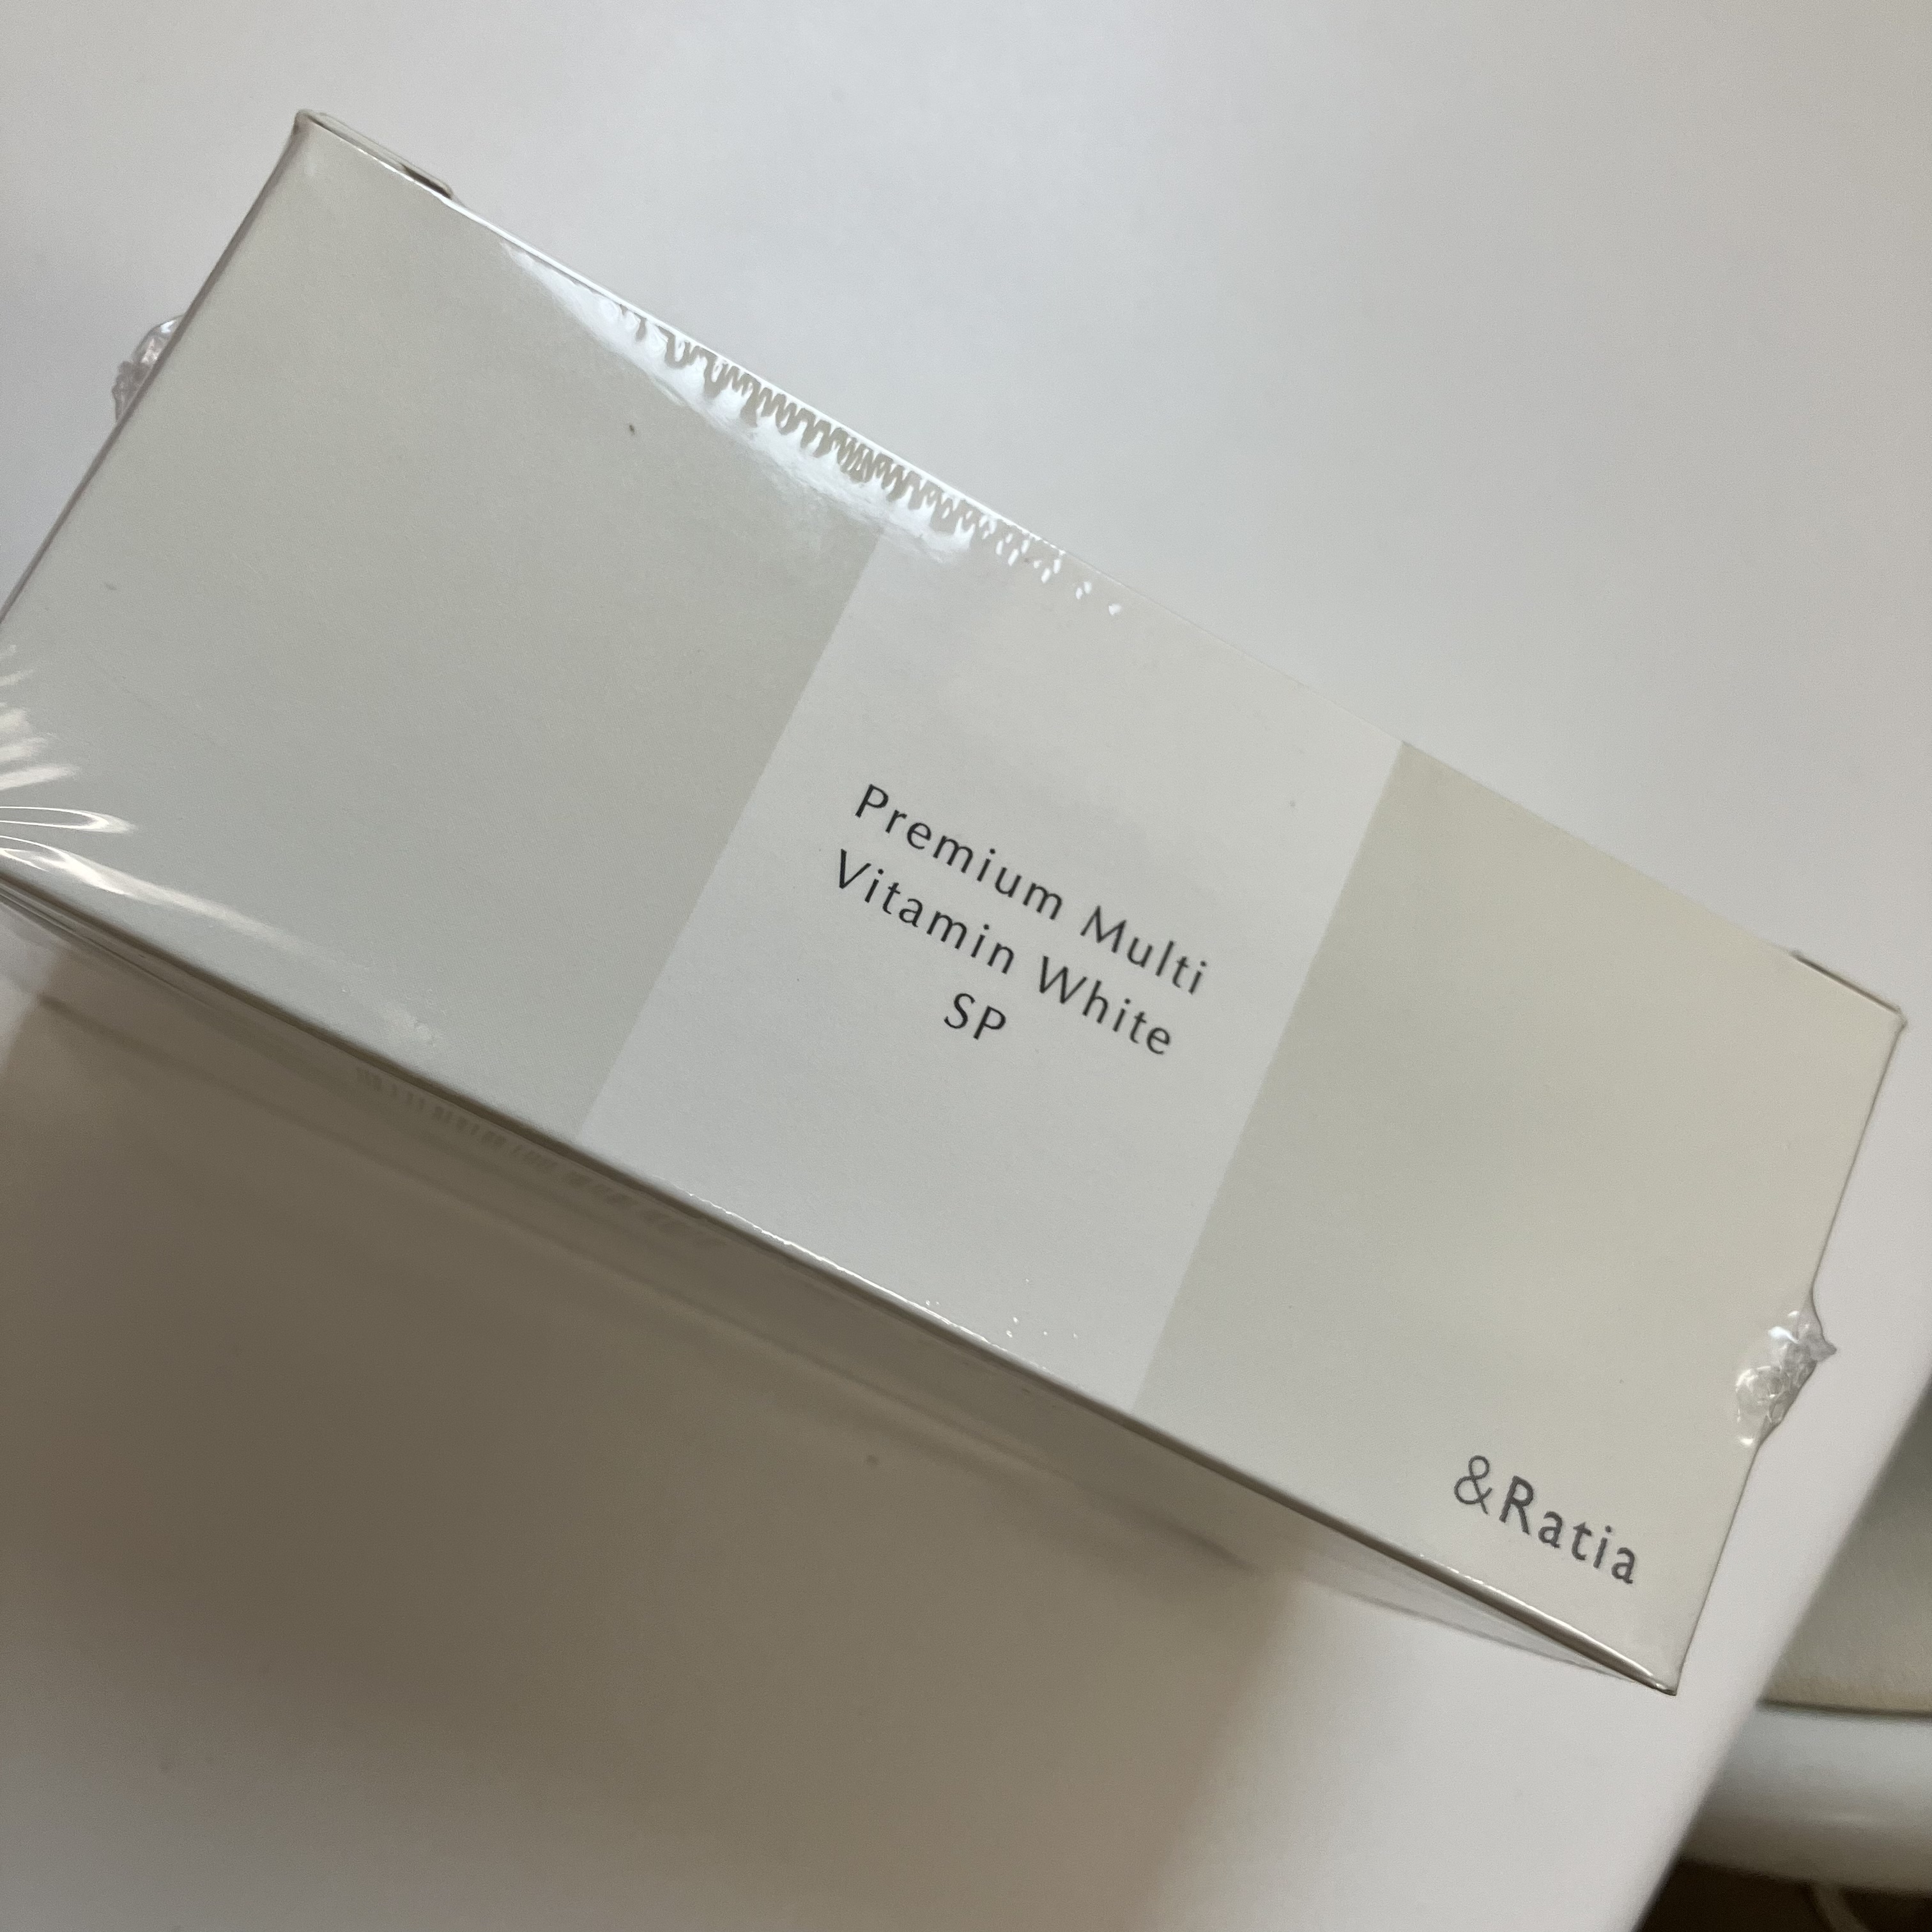 Premium Multi
Vitamin White
SP
&Ratia